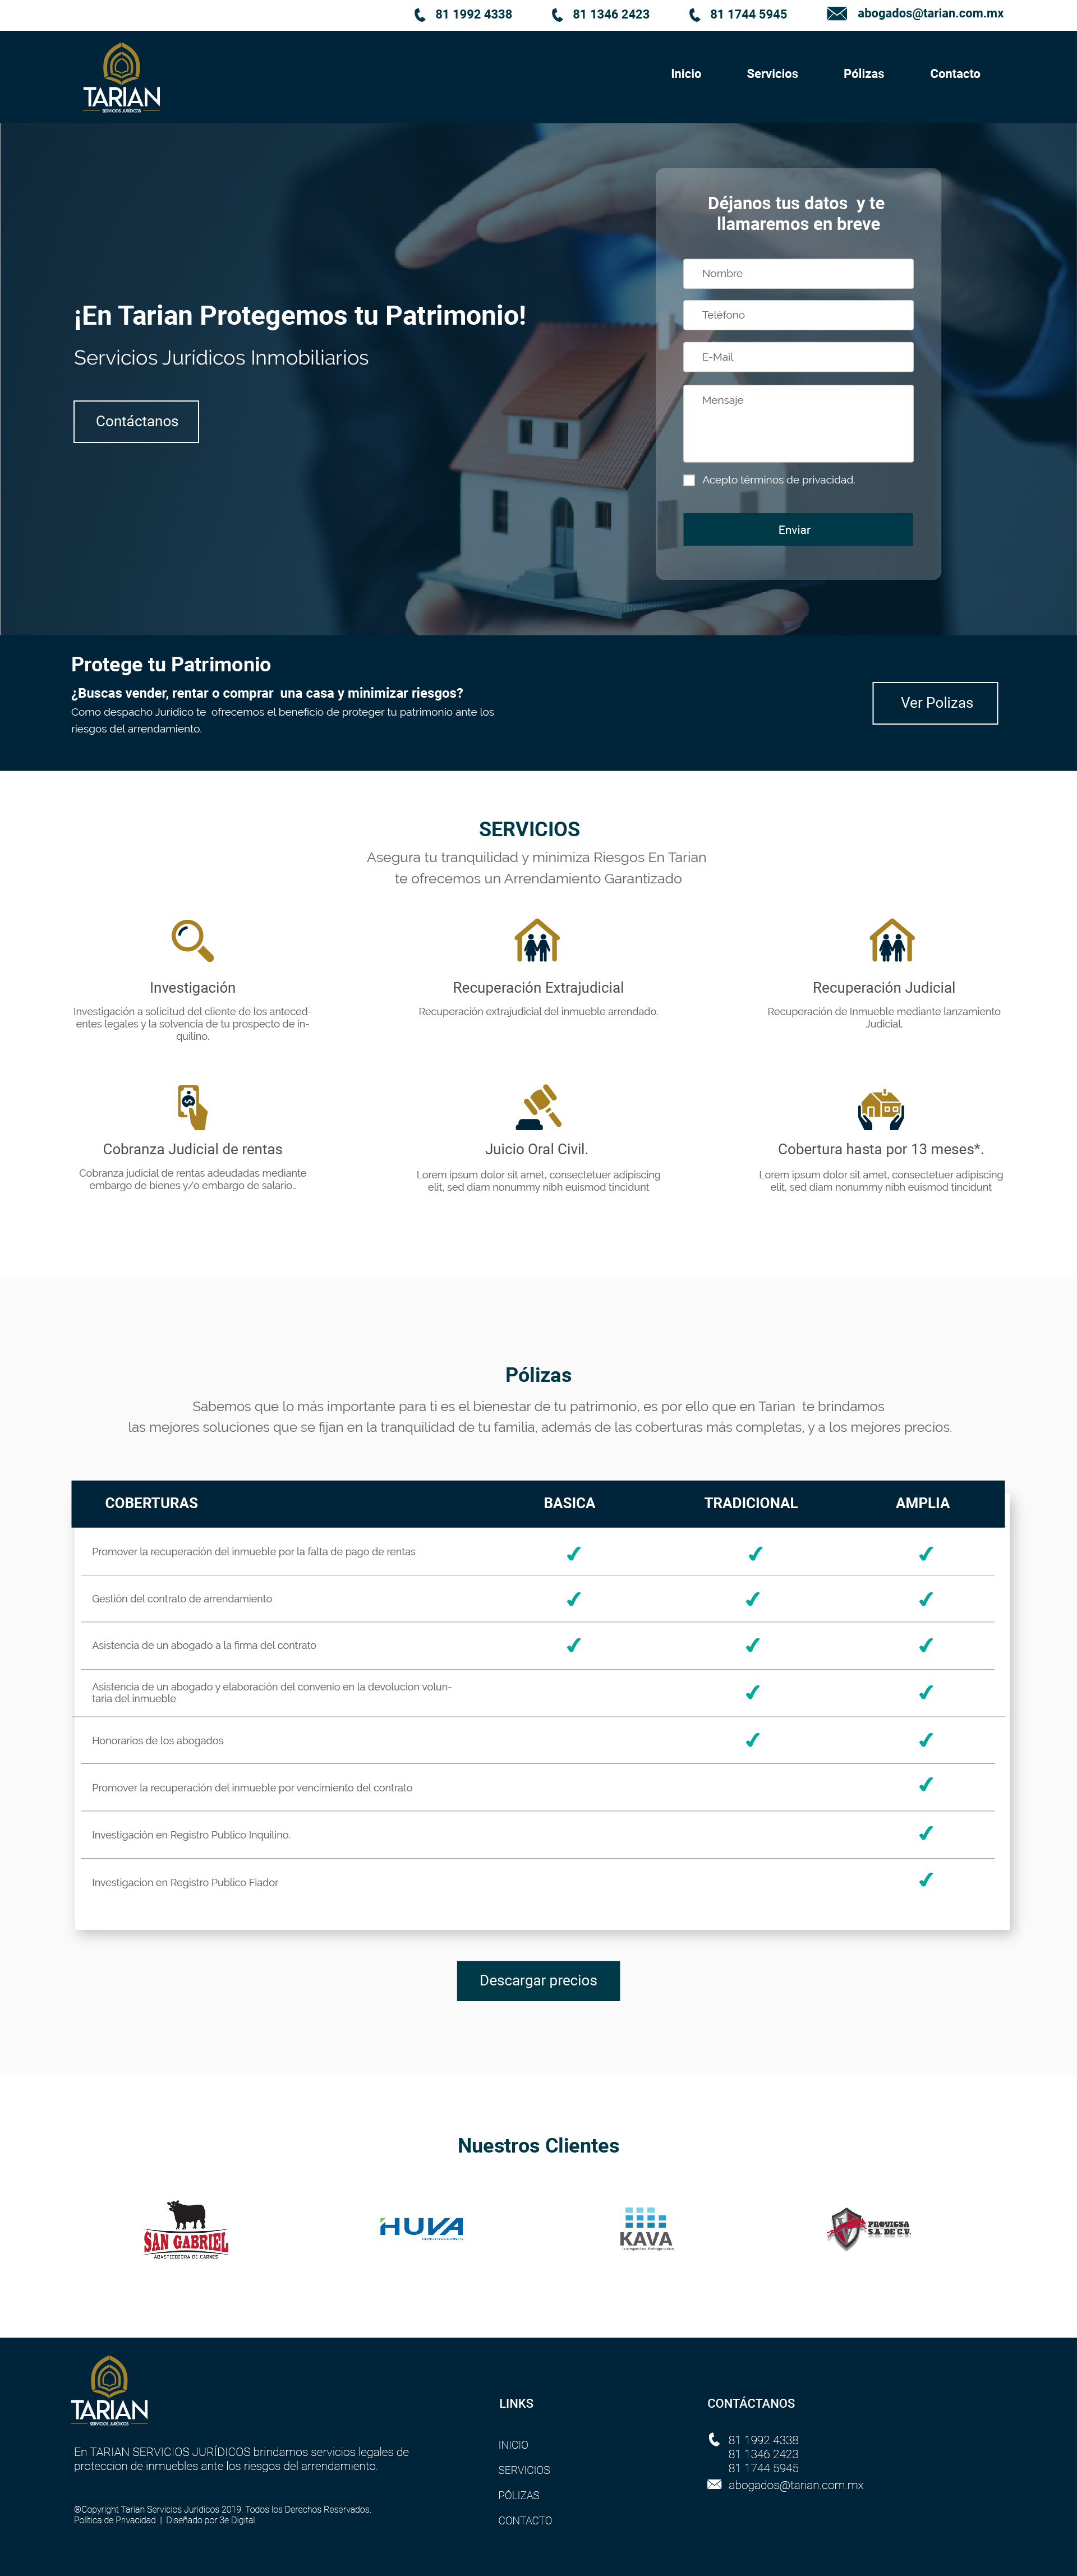 81 1992 4338
81 1346 2423
81 1744 5945
abogados@tarian.com.mx
TARIAN
SERVICIOS JURÍDICOS
Inicio
Servicios
Pólizas
Contacto
¡En Tarian Protegemos tu Patrimonio!
Servicios Jurídicos Inmobiliarios
Contáctanos
Déjanos tus datos  y te
llamaremos en breve
Nombre
Teléfono
E-Mail
Mensaje
Acepto términos de privacidad.
Enviar
Protege tu Patrimonio
¿Buscas vender, rentar o comprar  una casa y minimizar riesgos?
Como despacho Jurídico te  ofrecemos el beneficio de proteger tu patrimonio ante los
riesgos del arrendamiento.
Ver Polizas
SERVICIOS
Asegura tu tranquilidad y minimiza Riesgos En Tarian
te ofrecemos un Arrendamiento Garantizado
Investigación
Investigación a solicitud del cliente de los anteced-
entes legales y la solvencia de tu prospecto de in-
quilino.
Recuperación Extrajudicial
Recuperación extrajudicial del inmueble arrendado.
Recuperación Judicial
Recuperación de Inmueble mediante lanzamiento
Judicial.
Cobranza Judicial de rentas
Cobranza judicial de rentas adeudadas mediante
embargo de bienes y/o embargo de salario..
Juicio Oral Civil.
Lorem ipsum dolor sit amet, consectetuer adipiscing
elit, sed diam nonummy nibh euismod tincidunt
Cobertura hasta por 13 meses*.
Lorem ipsum dolor sit amet, consectetuer adipiscing
elit, sed diam nonummy nibh euismod tincidunt
Pólizas
Sabemos que lo más importante para ti es el bienestar de tu patrimonio, es por ello que en Tarian  te brindamos
las mejores soluciones que se fijan en la tranquilidad de tu familia, además de las coberturas más completas, y a los mejores precios.
COBERTURAS
BASICA
TRADICIONAL
AMPLIA
Promover la recuperación del inmueble por la falta de pago de rentas
Gestión del contrato de arrendamiento
Asistencia de un abogado a la firma del contrato
Asistencia de un abogado y elaboración del convenio en la devolucion volun-
taria del inmueble
Honorarios de los abogados
Promover la recuperación del inmueble por vencimiento del contrato
Investigación en Registro Publico Inquilino.
Investigacion en Registro Publico Fiador
Descargar precios
Nuestros Clientes
SAN GABRIEL
ABASTECEDORA DE CARNES
HUVA
KAVA
Transportes Refrigerados
PROVIGSA
S.A. DE C.V.
TARIAN
SERVICIOS JURÍDICOS
En TARIAN SERVICIOS JURÍDICOS brindamos servicios legales de
proteccion de inmuebles ante los riesgos del arrendamiento.
®Copyright Tarian Servicios Jurídicos 2019. Todos los Derechos Reservados.
Política de Privacidad  |  Diseñado por 3e Digital.
LINKS
INICIO
SERVICIOS
PÓLIZAS
CONTACTO
CONTÁCTANOS
81 1992 4338
81 1346 2423
81 1744 5945
abogados@tarian.com.mx